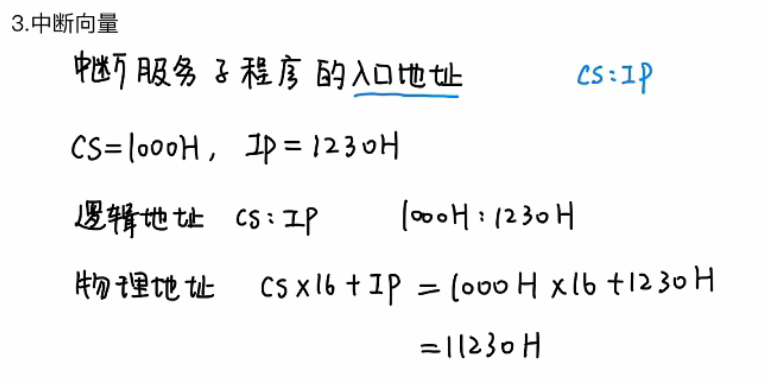 3.中断向量
中断服务子程序的入口地址 CS:IP
CS=1000H, IP=1230H
逻辑地址 CS:IP 1000H:1230H
物理地址 CS×16+IP=1000H×16+1230H
=11230H